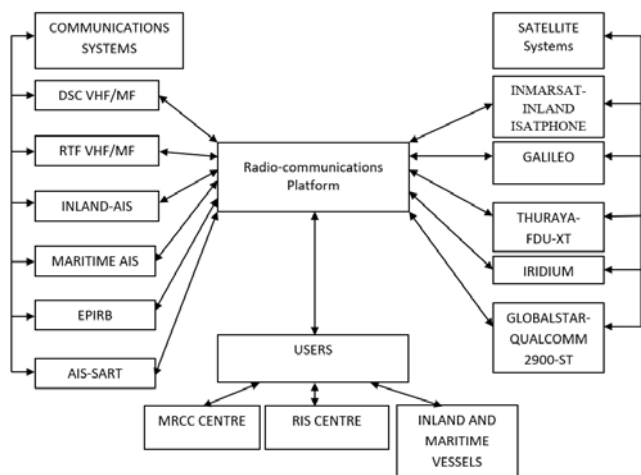 COMMUNICATIONS
SYSTEMS
DSC VHF/MF
RTF VHF/MF
INLAND-AIS
MARITIME AIS
EPIRB
AIS-SART
Radio-communications
Platform
SATELLITE
Systems
INMARSAT-
INLAND
ISATPHONE
GALILEO
THURAYA-
FDU-XT
IRIDIUM
GLOBALSTAR-
QUALCOMM
2900-ST
USERS
MRCC CENTRE
RIS CENTRE
INLAND AND
MARITIME
VESSELS